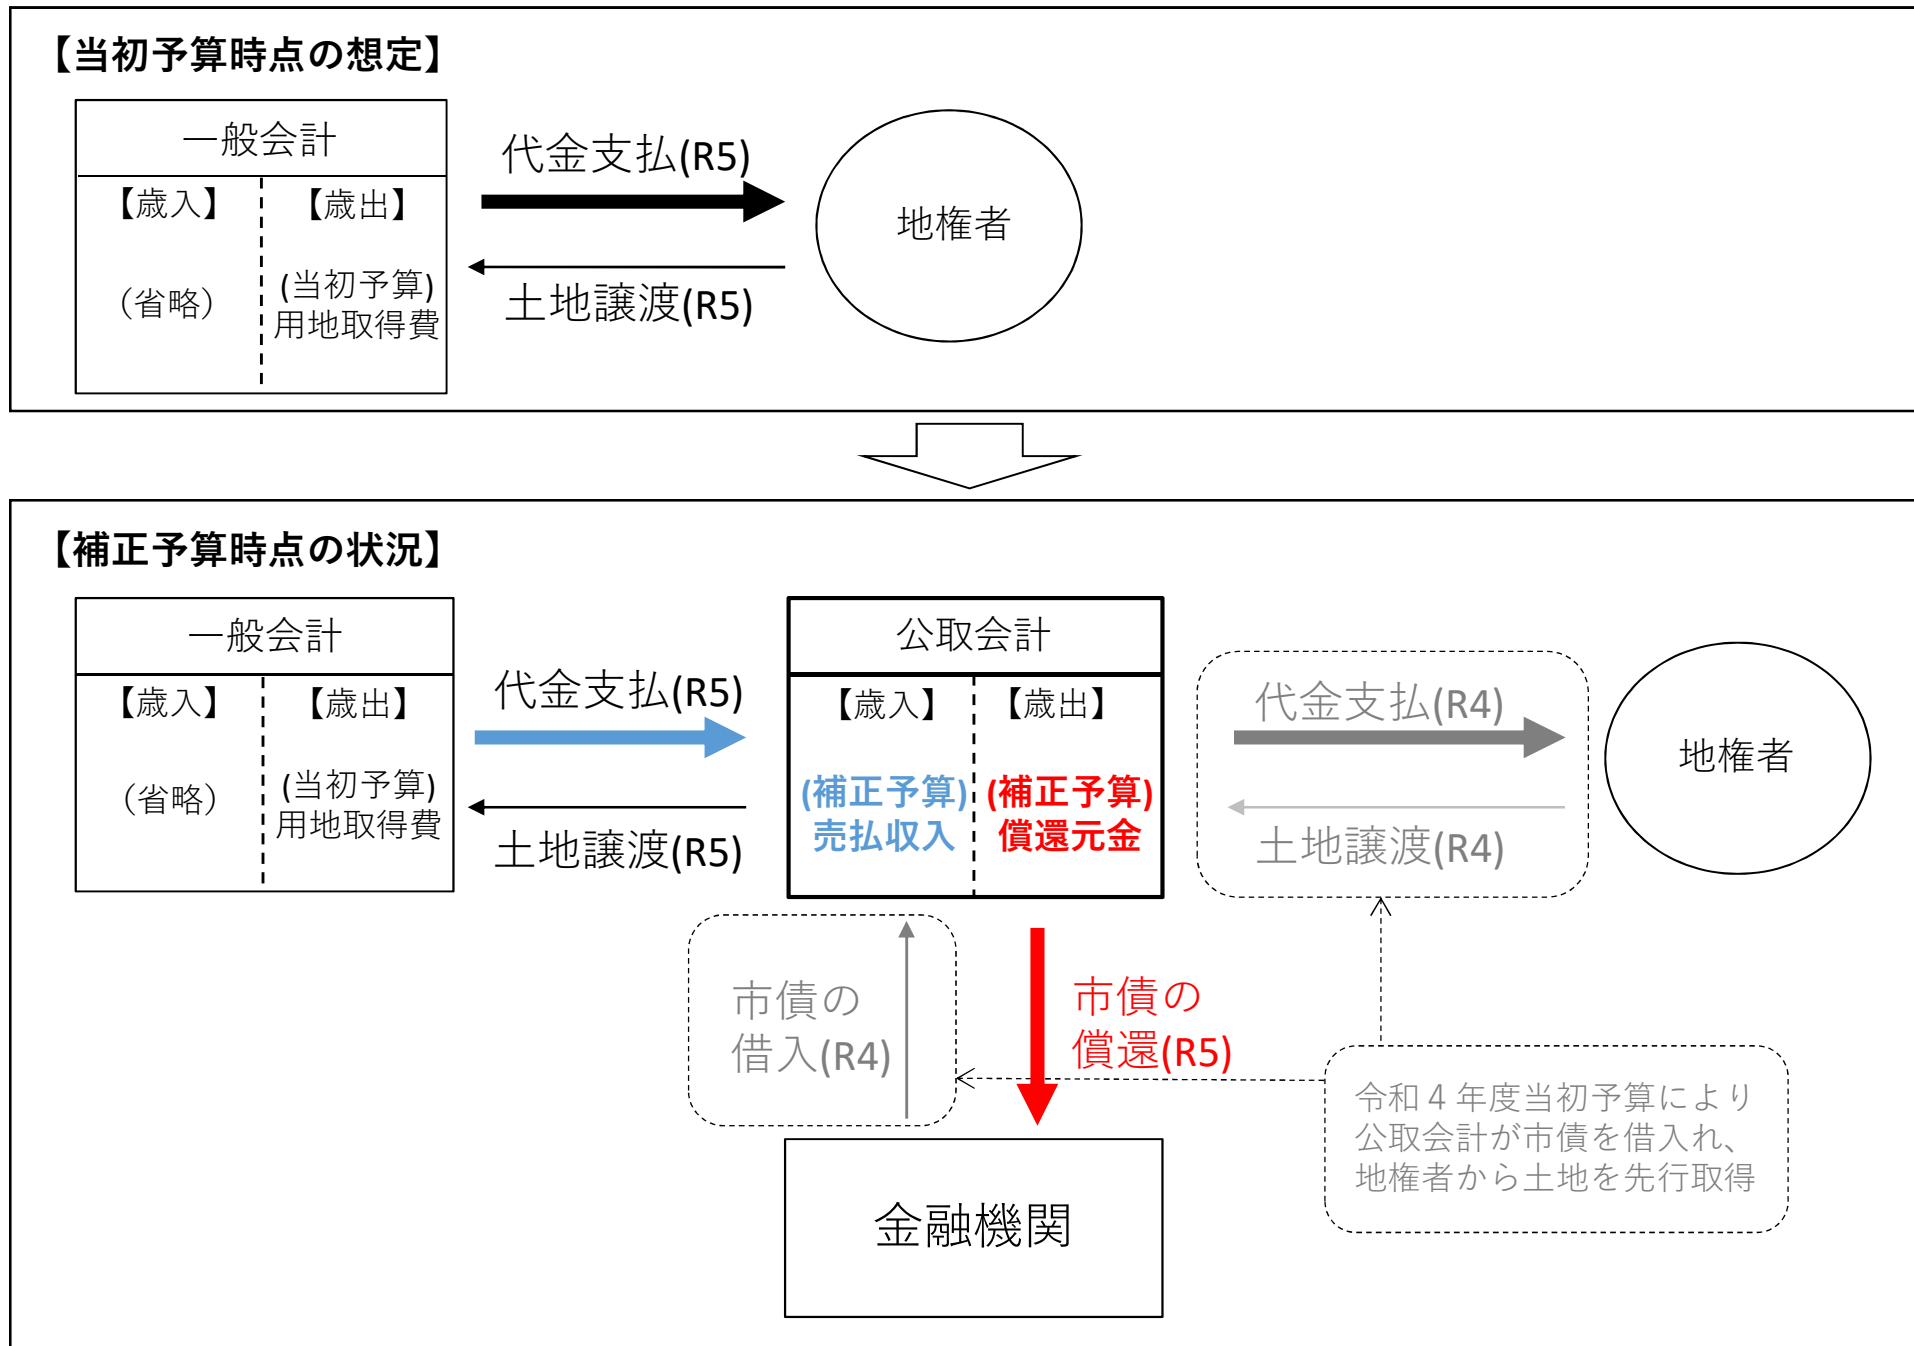 【当初予算時点の想定】
一般会計
【歳入】
【歳出】
(省略)
(当初予算)
用地取得費
代金支払(R5)
土地譲渡(R5)
地権者
【補正予算時点の状況】
一般会計
【歳入】
【歳出】
(省略)
(当初予算)
用地取得費
代金支払(R5)
土地譲渡(R5)
公取会計
【歳入】
【歳出】
(補正予算)
売払収入
(補正予算)
償還元金
代金支払(R4)
土地譲渡(R4)
地権者
市債の
借入(R4)
市債の
償還(R5)
令和4年度当初予算により
公取会計が市債を借入れ、
地権者から土地を先行取得
金融機関